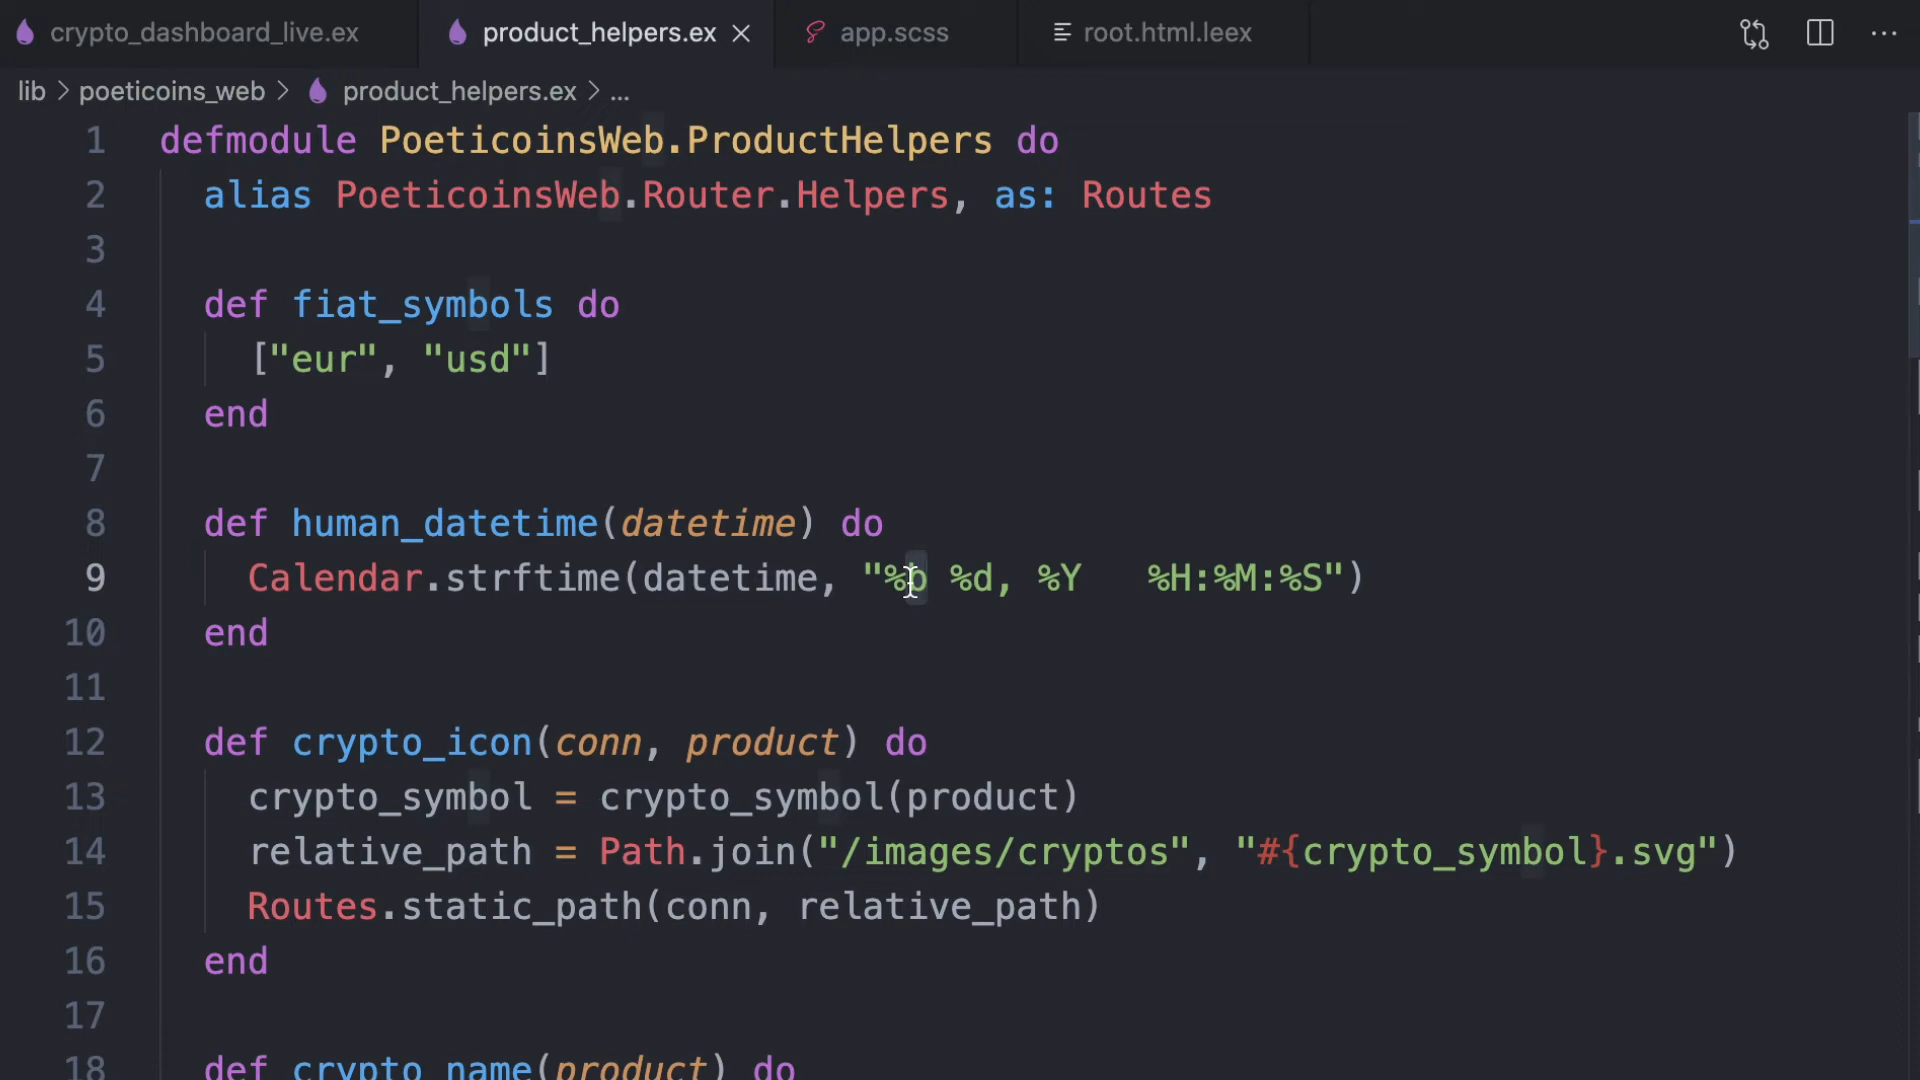 crypto_dashboard_live.ex product_helpers.ex app.scss root.html.leex
lib > poeticoins_web > product_helpers.ex > ...
1 defmodule PoeticoinsWeb.ProductHelpers do
2 alias PoeticoinsWeb.Router.Helpers, as: Routes
3
4 def fiat_symbols do
5 ["eur", "usd"]
6 end
7
8 def human_datetime(datetime) do
9 Calendar.strftime(datetime, "%b %d, %Y   %H:%M:%S")
10 end
11
12 def crypto_icon(conn, product) do
13 crypto_symbol = crypto_symbol(product)
14 relative_path = Path.join("/images/cryptos", "#{crypto_symbol}.svg")
15 Routes.static_path(conn, relative_path)
16 end
17
18 def crypto_name(product) do